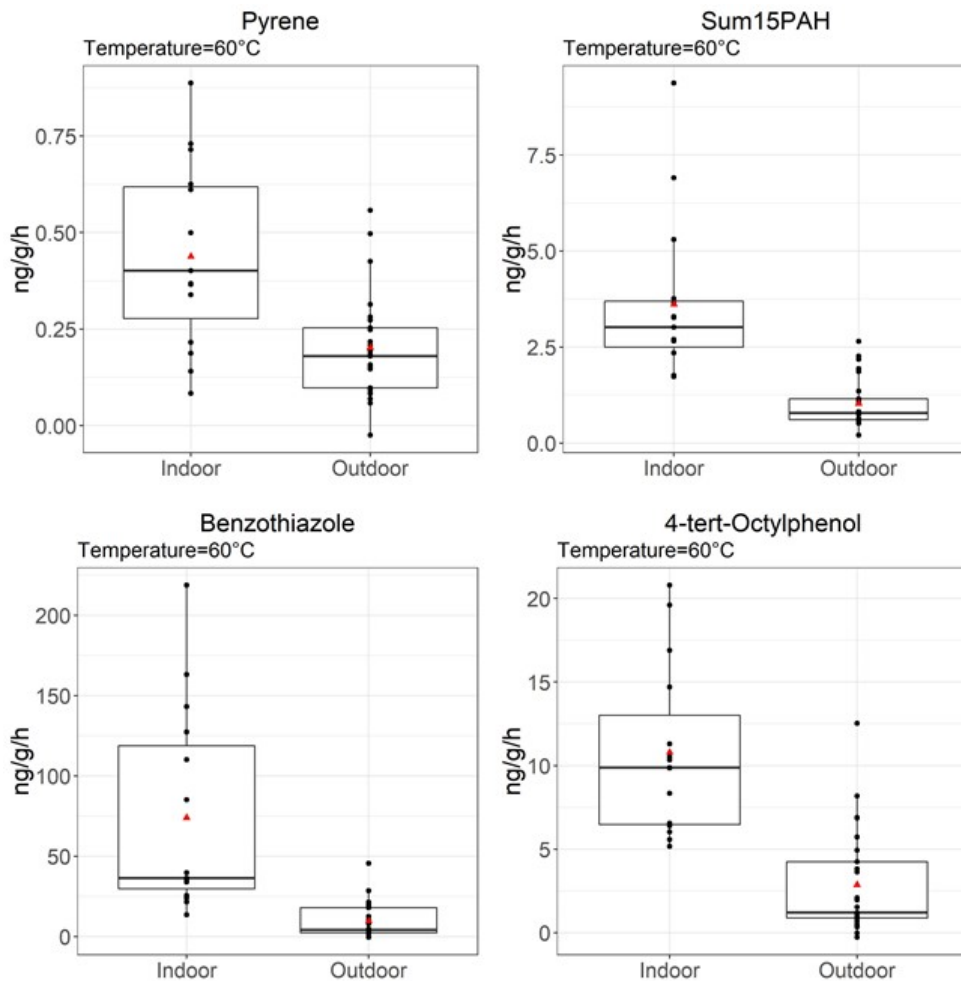 Pyrene
Temperature=60°C
ng/g/h
0.75
0.50
0.25
0.00
Indoor
Outdoor
Sum15PAH
Temperature=60°C
ng/g/h
7.5
5.0
2.5
0.0
Indoor
Outdoor
Benzothiazole
Temperature=60°C
ng/g/h
200
150
100
50
0
Indoor
Outdoor
4-tert-Octylphenol
Temperature=60°C
ng/g/h
20
15
10
5
0
Indoor
Outdoor